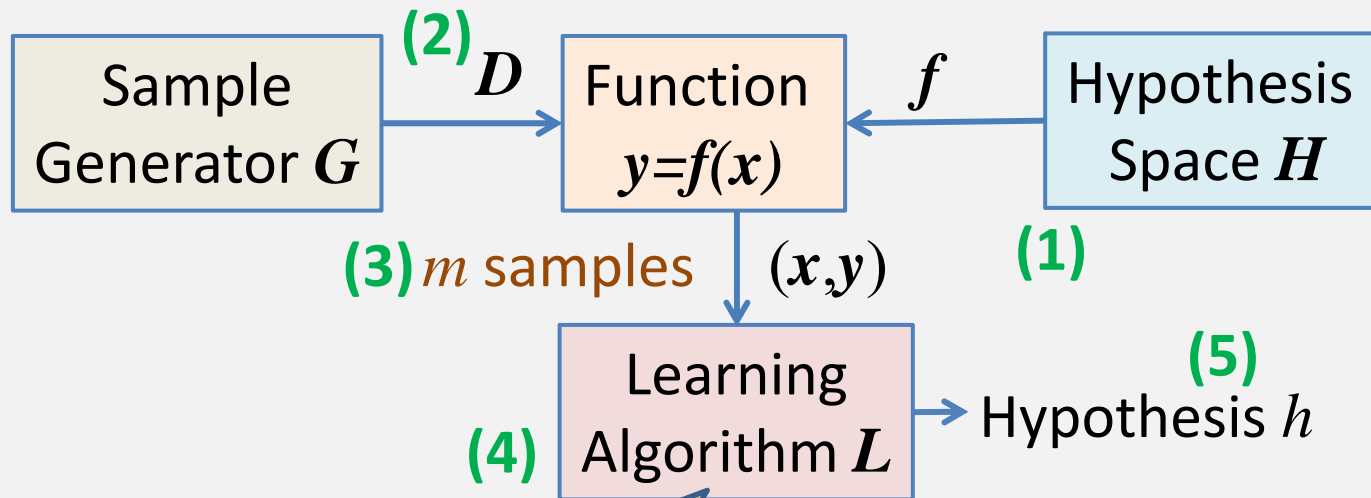 (2)
Sample
Generator G
D
Function
y=f(x)
f
Hypothesis
Space H
(3) m samples
(x,y)
(1)
Learning
Algorithm L
(4)
(5)
Hypothesis h